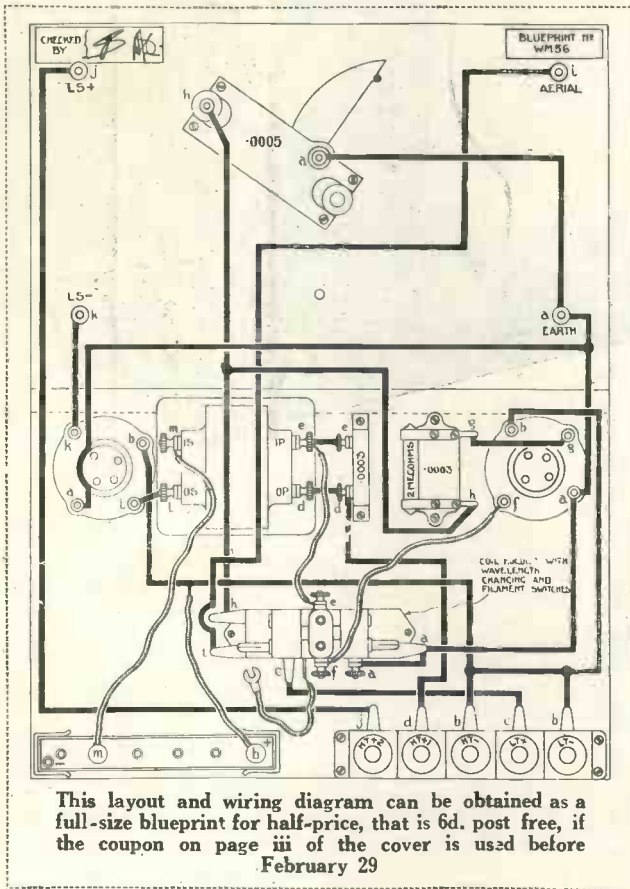 CHECKED
BY
BLUEPRINT Nº
WM56
j
LS+
i
AERIAL
h
·0005
a
LS-
k
a
EARTH
k
b
m
IS
IP
e
e
·0003
2 MEGOHMS
·0003
g
b
g
a
L
OS
L
OP
d
d
h
f
a
COIL WITH
WAVELENGTH
CHANGING AND
FILAMENT SWITCHES
h
e
a
c
f
a
j
d
b
c
b
-
m
b
+
HT+2
HT+1
HT-
LT+
LT-
This layout and wiring diagram can be obtained as a
full-size blueprint for half-price, that is 6d. post free, if
the coupon on page iii of the cover is used before
February 29